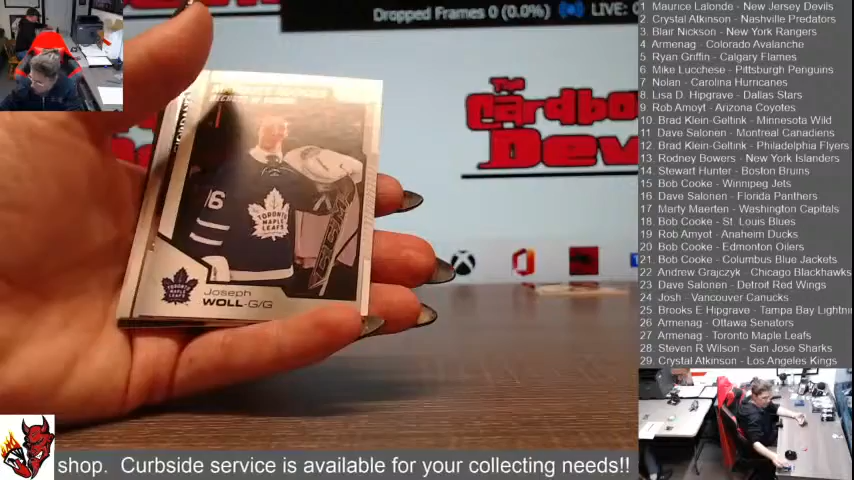 Dropped Frames 0 (0.0%) LIVE:
1 Maurice Lalonde - New Jersey Devils
2 Crystal Atkinson - Nashville Predators
3. Blair Nickson - New York Rangers
4 Armenag - Colorado Avalanche
5 Ryan Griffin - Calgary Flames
6 Mike Lucchese - Pittsburgh Penguins
7 Nolan - Carolina Hurricanes
8 Lisa D. Hipgrave - Dallas Stars
9 Rob Amoyt - Arizona Coyotes
10. Brad Klein-Geltink - Minnesota Wild
11 Dave Salonen - Montreal Canadiens
12 Brad Klein-Geltink - Philadelphia Flyers
13 Rodney Bowers - New York Islanders
14 Stewart Hunter - Boston Bruins
15 Bob Cooke - Winnipeg Jets
16 Dave Salonen - Florida Panthers
17 Marty Maerten - Washington Capitals
18 Bob Cooke - St Louis Blues
19 Rob Amyot - Anaheim Ducks
20 Bob Cooke - Edmonton Oilers
21. Bob Cooke - Columbus Blue Jackets
22 Andrew Grajczyk - Chicago Blackhawks
23 Dave Salonen - Detroit Red Wings
24 Josh - Vancouver Canucks
25 Brooks E Hipgrave - Tampa Bay Lightni
26 Armenag - Ottawa Senators
27 Armenag - Toronto Maple Leafs
28. Steven R Wilson - San Jose Sharks
29. Crystal Atkinson - Los Angeles Kings
The
Cardbo
Dev
16
TORONTO
MAPLE
LEAFS
CCM
Joseph
WOLL-G/G
shop. Curbside service is available for your collecting needs!!